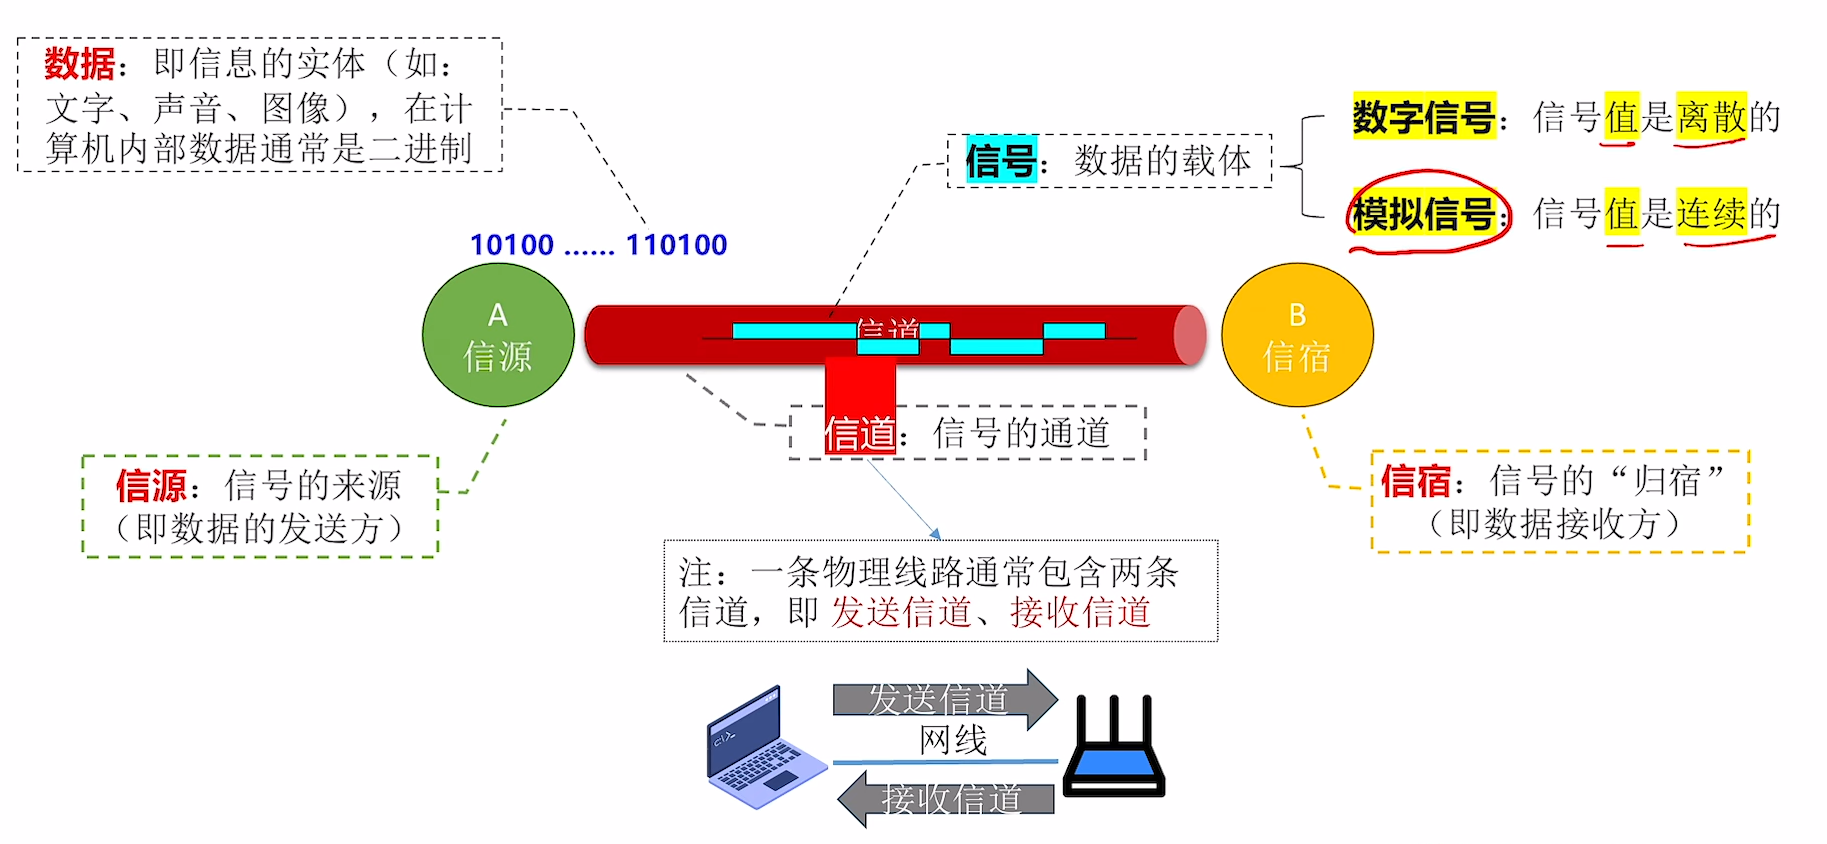 数据：即信息的实体（如：
文字、声音、图像），在计
算机内部数据通常是二进制
数字信号：信号值是离散的
信号：数据的载体
模拟信号：信号值是连续的
10100 …… 110100
A
信源
信道
B
信宿
信道：信号的通道
信源：信号的来源
（即数据的发送方）
信宿：信号的“归宿”
（即数据接收方）
注：一条物理线路通常包含两条
信道，即 发送信道、接收信道
发送信道
网线
接收信道